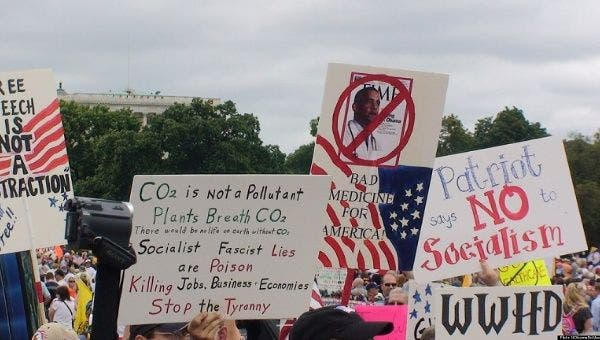 REE
EECH
IS
NOT
A
TRACTION"
CO2 is not a Pollutant
Plants Breath CO2
There would be no life on earth without CO2
Socialist Fascist Lies
are Poison
Killing Jobs, Business, Economies
Stop the Tyranny
TIME
BAD
MEDICINE
FOR
AMERICA!
Patriot
says NO to
Socialism
WWHD